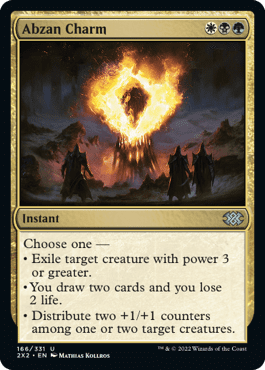 Abzan Charm
Instant
Choose one —
• Exile target creature with power 3
or greater.
•You draw two cards and you lose
2 life.
• Distribute two +1/+1 counters
among one or two target creatures.
166/331 U
2X2 • EN Mathias Kollros
™ & © 2022 Wizards of the Coast